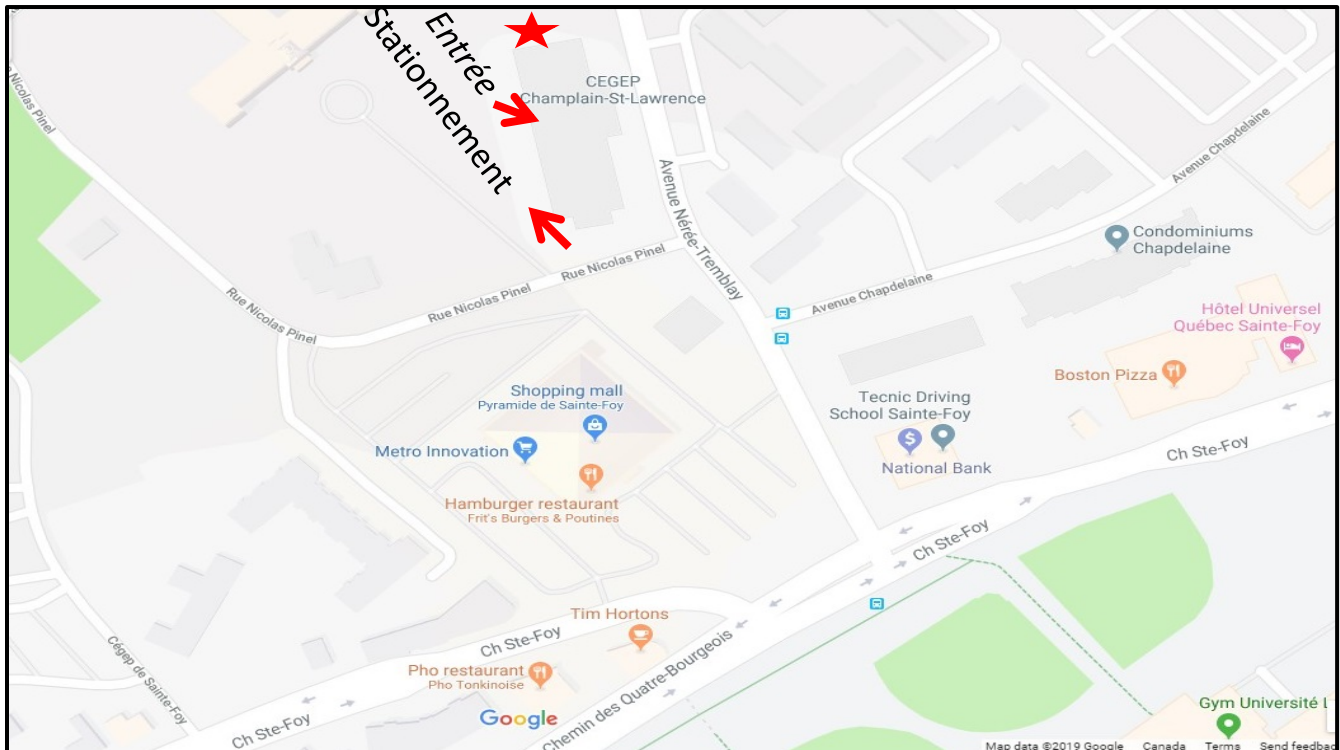 Entrée
Stationnement
CEGEP
Champlain-St-Lawrence
Nicolas Pinel
Avenue Nérée-Tremblay
Avenue Chapdelaine
Condominiums
Chapdelaine
Rue Nicolas Pinel
Rue Nicolas Pinel
Rue Nicolas Pinel
Avenue Chapdelaine
Hôtel Universel
Québec Sainte-Foy
Boston Pizza
Shopping mall
Pyramide de Sainte-Foy
Tecnic Driving
School Sainte-Foy
National Bank
Metro Innovation
Ch Ste-Foy
Hamburger restaurant
Frit's Burgers & Poutines
Ch Ste-Foy
Tim Hortons
Ch Ste-Foy
Cégep de Sainte-Foy
Pho restaurant
Pho Tonkinoise
Chemin des Quatre-Bourgeois
Google
Ch Ste-Foy
Gym Université L
Map data ©2019 Google Canada Terms Send feedba